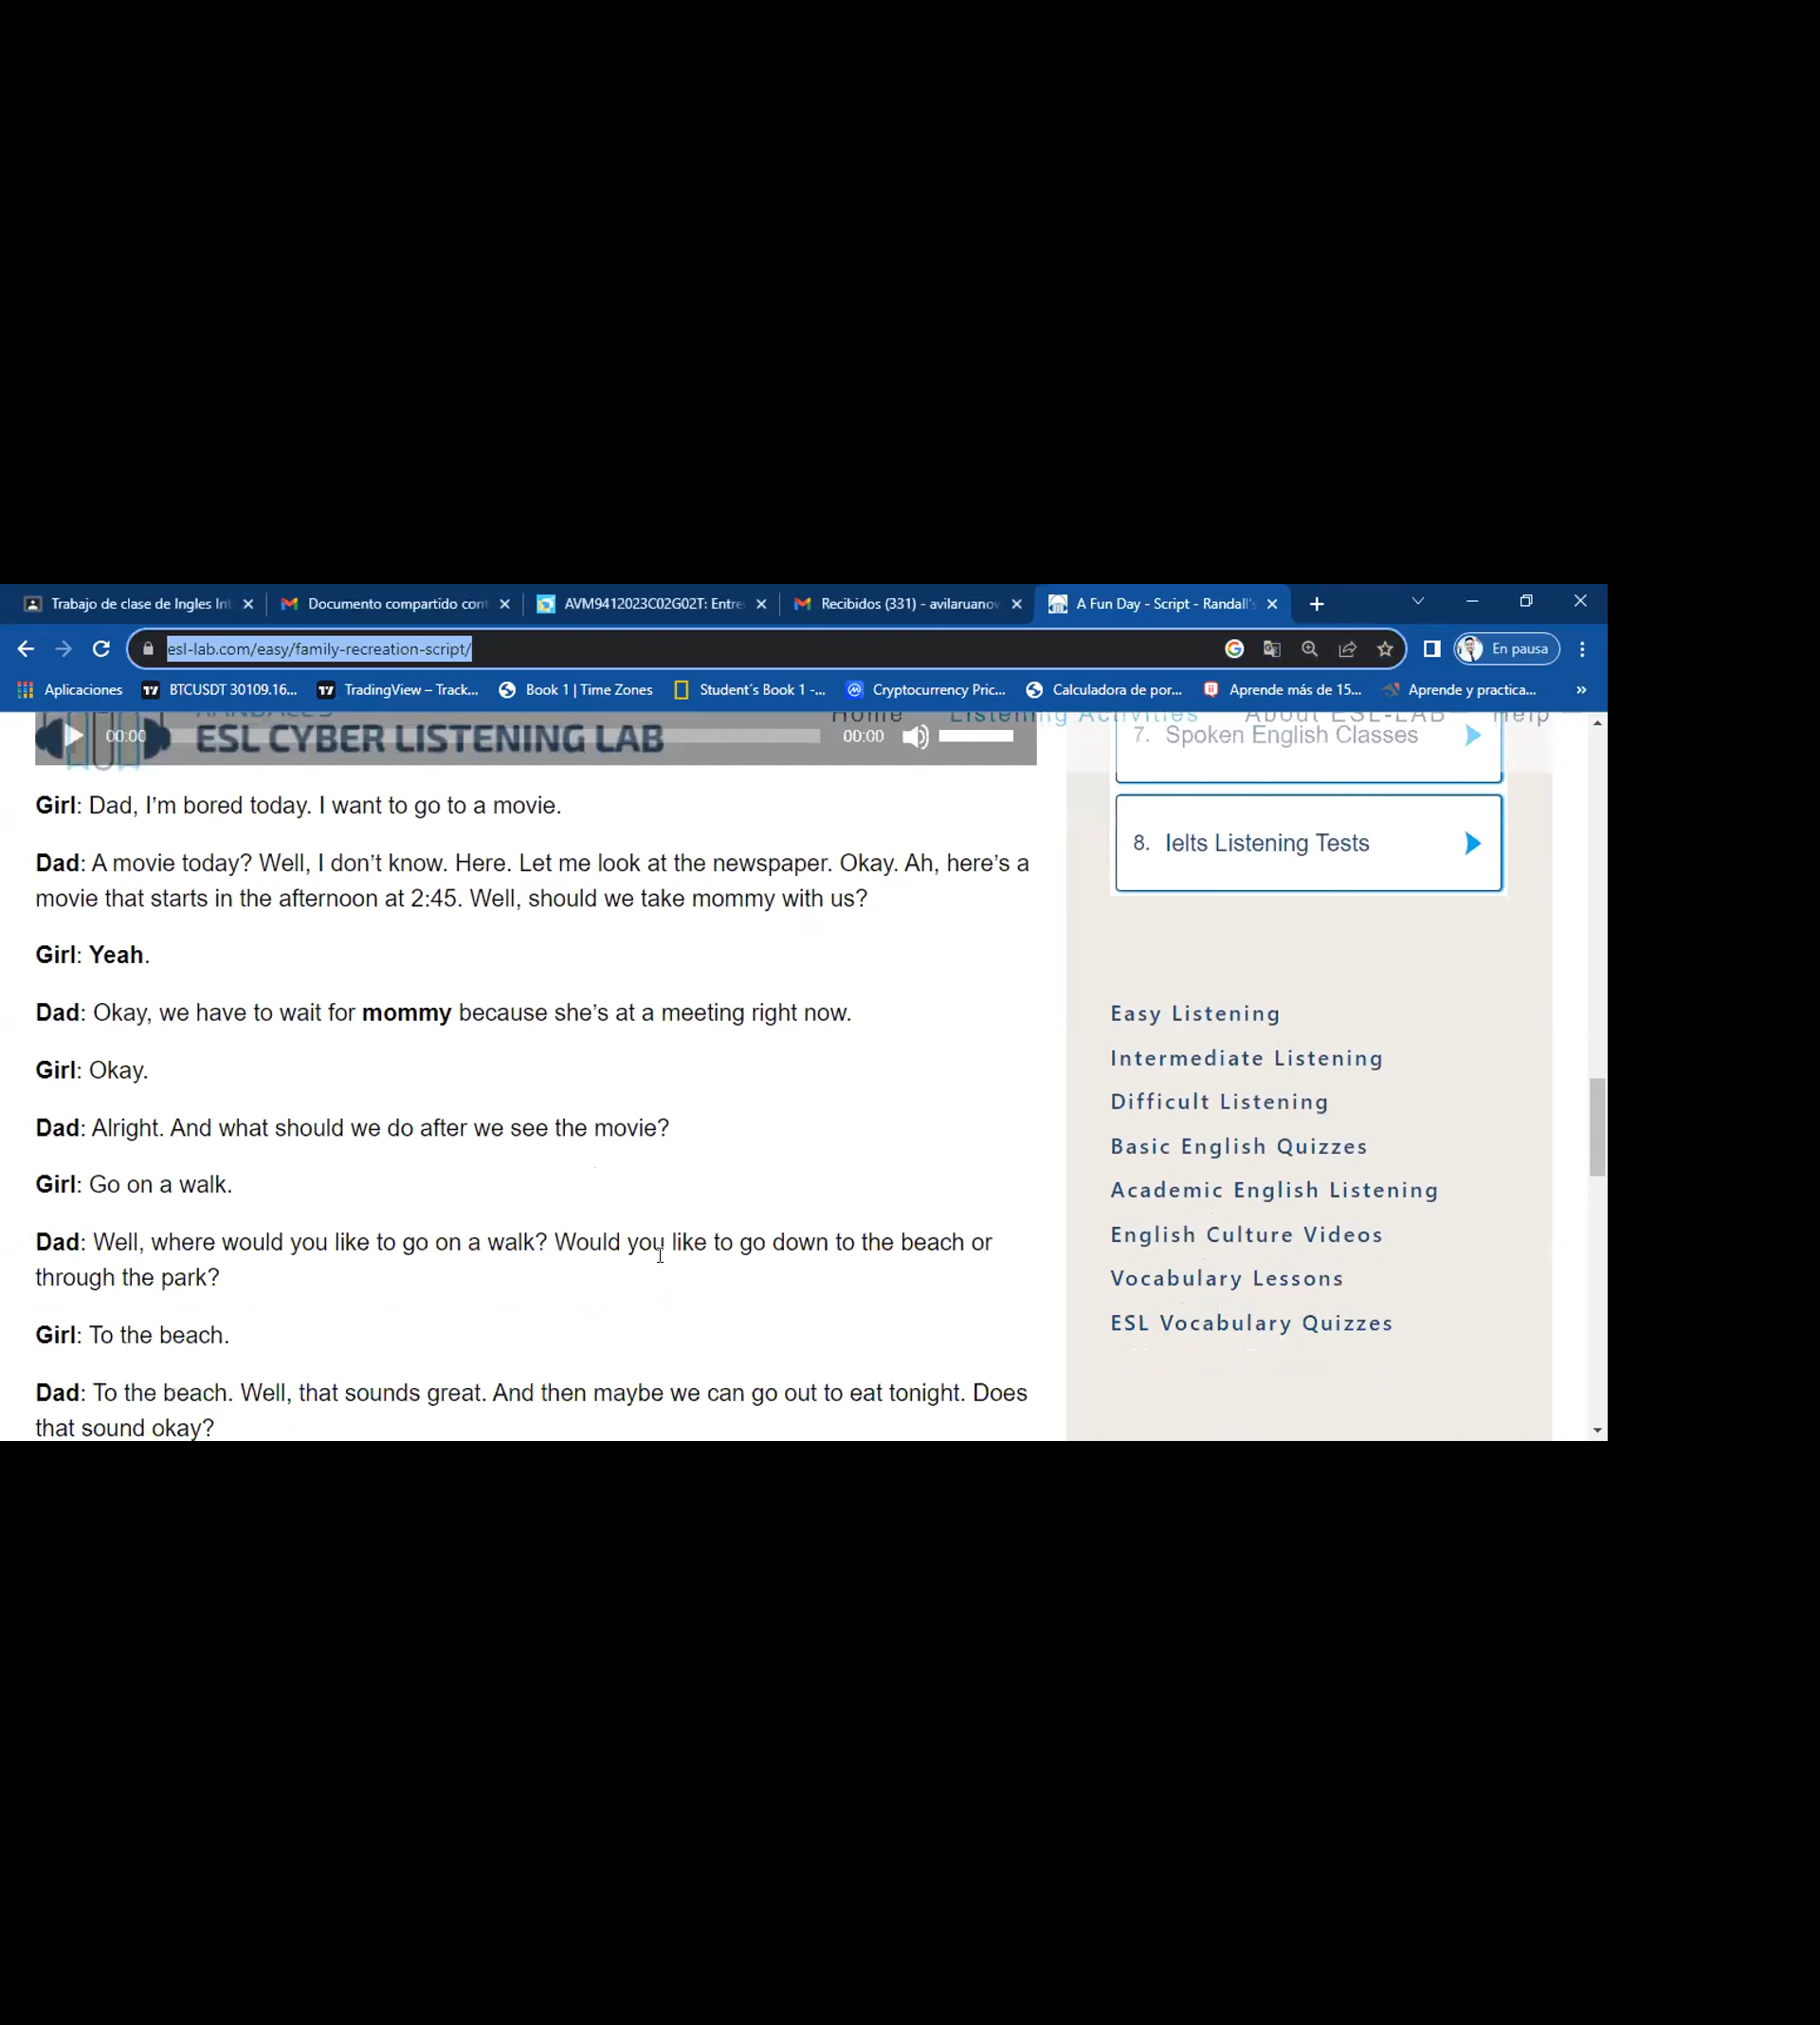 Trabajo de clase de Ingles Int
Documento compartido cont
AVM9412023C02G02T: Entre
Recibidos (331) - avilaruanov
A Fun Day - Script - Randall's
esl-lab.com/easy/family-recreation-script/
En pausa
Aplicaciones
BTCUSDT 30109.16...
TradingView – Track...
Book 1 | Time Zones
Student´s Book 1 -...
Cryptocurrency Pric...
Calculadora de por...
Aprende más de 15...
Aprende y practica...
»
RANDALL'S
ESL CYBER LISTENING LAB
00:00
00:00
Home Listening Activities About ESL-LAB Help
7. Spoken English Classes
8. Ielts Listening Tests
Girl: Dad, I’m bored today. I want to go to a movie.
Dad: A movie today? Well, I don’t know. Here. Let me look at the newspaper. Okay. Ah, here’s a
movie that starts in the afternoon at 2:45. Well, should we take mommy with us?
Girl: Yeah.
Dad: Okay, we have to wait for mommy because she’s at a meeting right now.
Girl: Okay.
Dad: Alright. And what should we do after we see the movie?
Girl: Go on a walk.
Dad: Well, where would you like to go on a walk? Would you like to go down to the beach or
through the park?
Girl: To the beach.
Dad: To the beach. Well, that sounds great. And then maybe we can go out to eat tonight. Does
that sound okay?
Easy Listening
Intermediate Listening
Difficult Listening
Basic English Quizzes
Academic English Listening
English Culture Videos
Vocabulary Lessons
ESL Vocabulary Quizzes